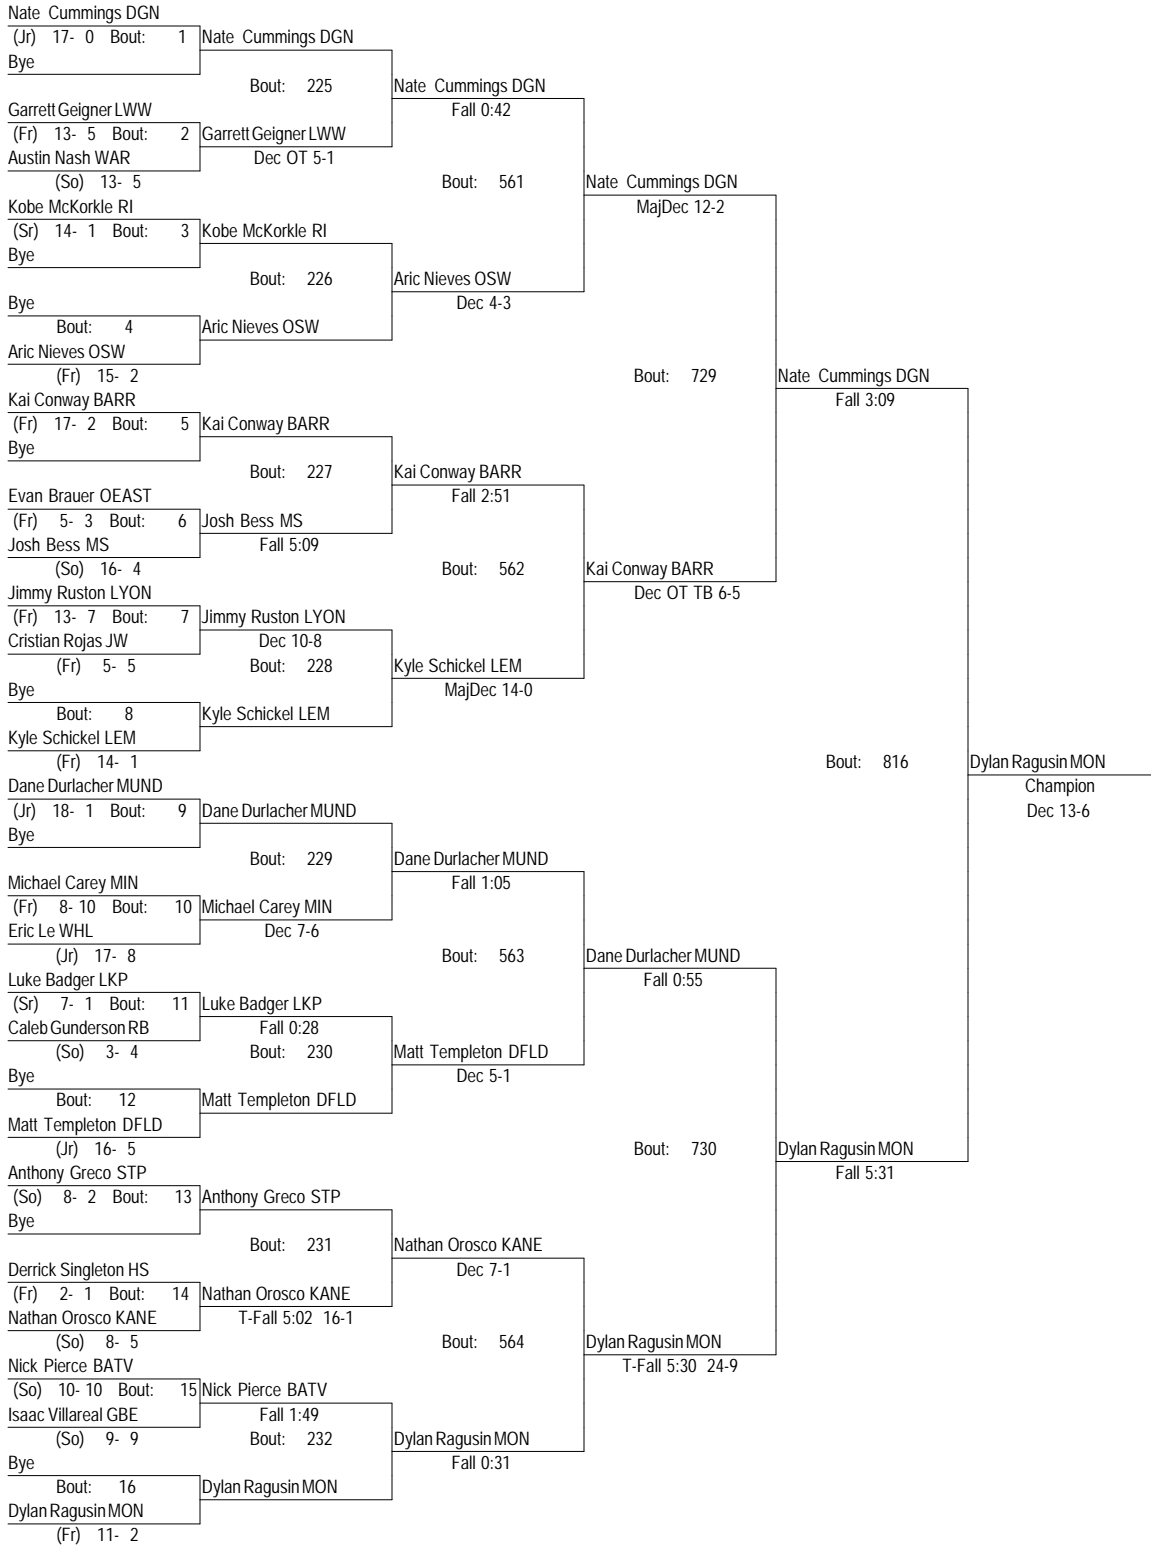 Nate Cummings DGN
(Jr) 17- 0 Bout: 1 Nate Cummings DGN
Bye
Bout: 225 Nate Cummings DGN
Garrett Geigner LWW Fall 0:42
(Fr) 13- 5 Bout: 2 Garrett Geigner LWW
Austin Nash WAR Dec OT 5-1
(So) 13- 5 Bout: 561 Nate Cummings DGN
Kobe McKorkle RI MajDec 12-2
(Sr) 14- 1 Bout: 3 Kobe McKorkle RI
Bye
Bout: 226 Aric Nieves OSW
Bye Dec 4-3
Bout: 4 Aric Nieves OSW
Aric Nieves OSW
(Fr) 15- 2 Bout: 729 Nate Cummings DGN
Kai Conway BARR Fall 3:09
(Fr) 17- 2 Bout: 5 Kai Conway BARR
Bye
Bout: 227 Kai Conway BARR
Evan Brauer OEAST Fall 2:51
(Fr) 5- 3 Bout: 6 Josh Bess MS
Josh Bess MS Fall 5:09
(So) 16- 4 Bout: 562 Kai Conway BARR
Jimmy Ruston LYON Dec OT TB 6-5
(Fr) 13- 7 Bout: 7 Jimmy Ruston LYON
Cristian Rojas JW Dec 10-8
(Fr) 5- 5 Bout: 228 Kyle Schickel LEM
Bye MajDec 14-0
Bout: 8 Kyle Schickel LEM
Kyle Schickel LEM
(Fr) 14- 1 Bout: 816 Dylan Ragusin MON
Dane Durlacher MUND Champion
(Jr) 18- 1 Bout: 9 Dane Durlacher MUND Dec 13-6
Bye
Bout: 229 Dane Durlacher MUND
Michael Carey MIN Fall 1:05
(Fr) 8- 10 Bout: 10 Michael Carey MIN
Eric Le WHL Dec 7-6
(Jr) 17- 8 Bout: 563 Dane Durlacher MUND
Luke Badger LKP Fall 0:55
(Sr) 7- 1 Bout: 11 Luke Badger LKP
Caleb Gunderson RB Fall 0:28
(So) 3- 4 Bout: 230 Matt Templeton DFLD
Bye Dec 5-1
Bout: 12 Matt Templeton DFLD
Matt Templeton DFLD
(Jr) 16- 5 Bout: 730 Dylan Ragusin MON
Anthony Greco STP Fall 5:31
(So) 8- 2 Bout: 13 Anthony Greco STP
Bye
Bout: 231 Nathan Orosco KANE
Derrick Singleton HS Dec 7-1
(Fr) 2- 1 Bout: 14 Nathan Orosco KANE
Nathan Orosco KANE T-Fall 5:02 16-1
(So) 8- 5 Bout: 564 Dylan Ragusin MON
Nick Pierce BATV T-Fall 5:30 24-9
(So) 10- 10 Bout: 15 Nick Pierce BATV
Isaac Villareal GBE Fall 1:49
(So) 9- 9 Bout: 232 Dylan Ragusin MON
Bye Fall 0:31
Bout: 16 Dylan Ragusin MON
Dylan Ragusin MON
(Fr) 11- 2